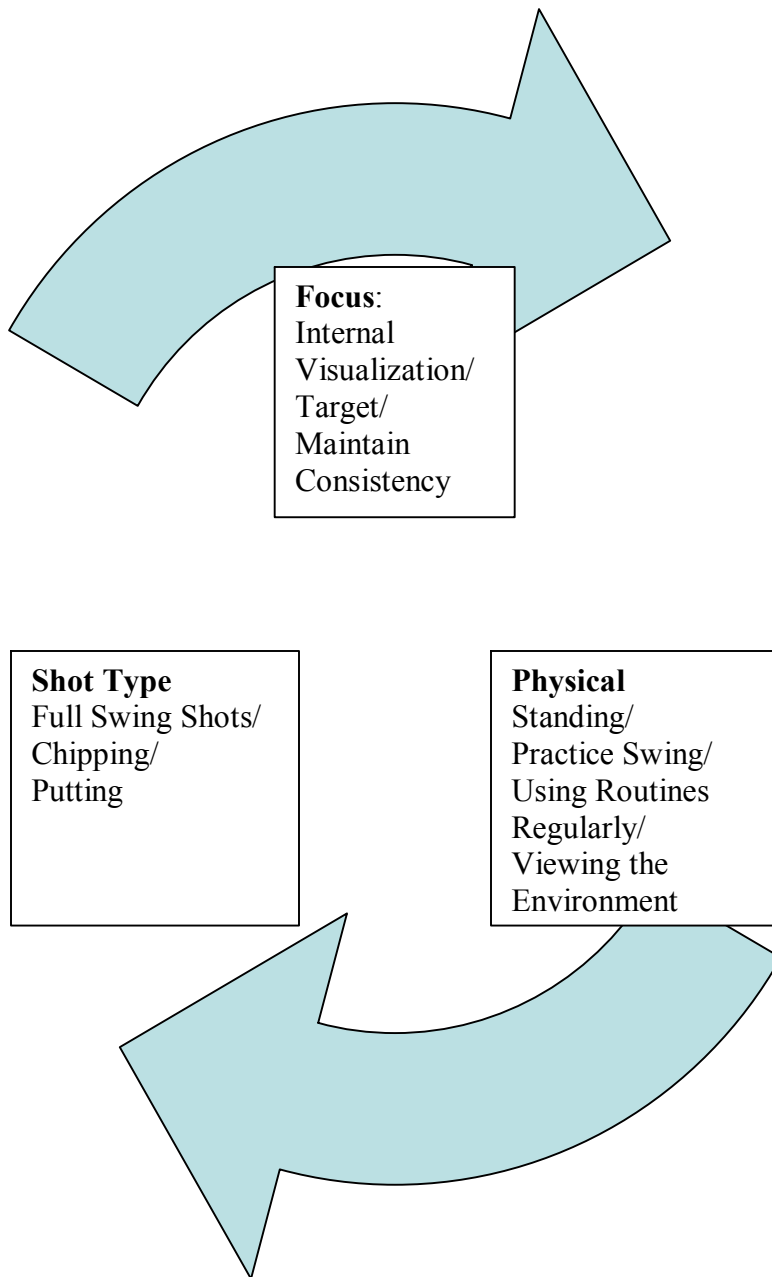 Focus:
Internal
Visualization/
Target/
Maintain
Consistency
Shot Type
Full Swing Shots/
Chipping/
Putting
Physical
Standing/
Practice Swing/
Using Routines
Regularly/
Viewing the
Environment